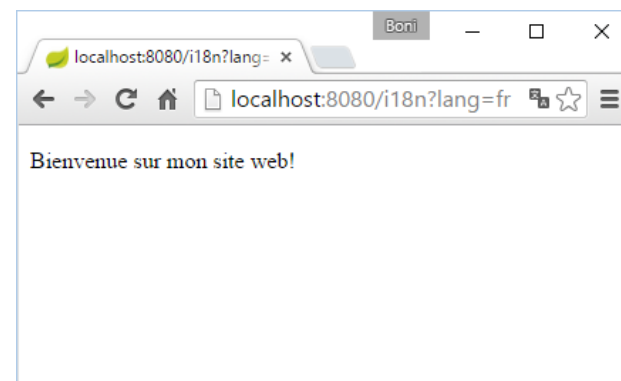 Boni
localhost:8080/i18n?lang=
localhost:8080/i18n?lang=fr
Bienvenue sur mon site web!